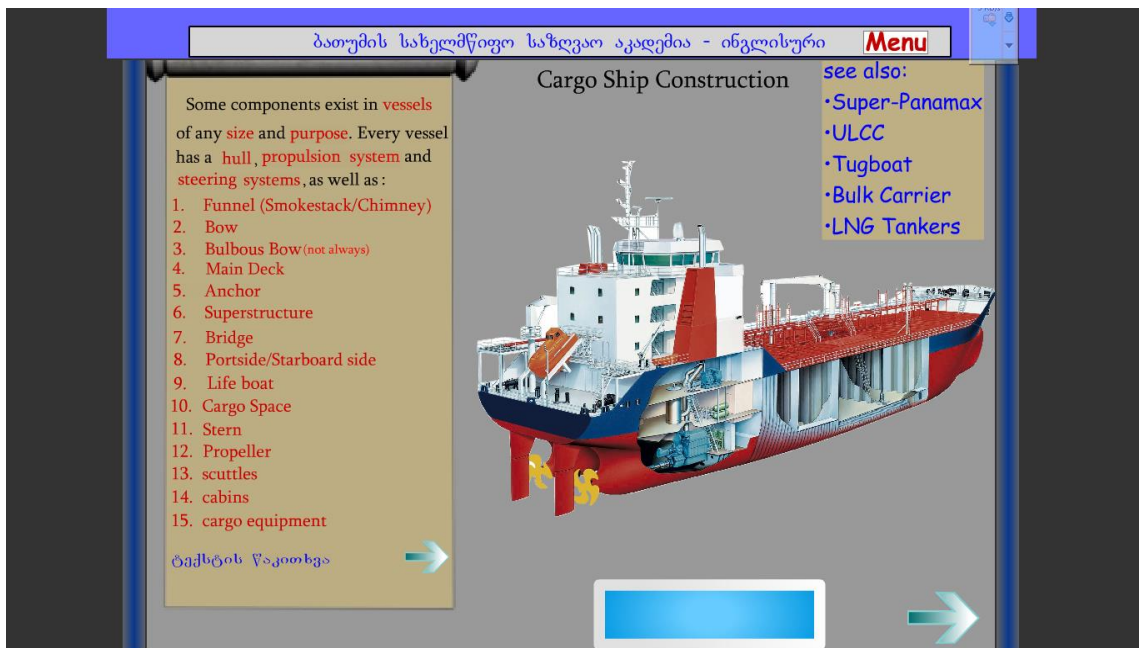 ბათუმის სახელმწიფო საზღვაო აკადემია - ინგლისური
Menu
Cargo Ship Construction
Some components exist in vessels
of any size and purpose. Every vessel
has a hull, propulsion system and
steering systems, as well as:
1. Funnel (Smokestack/Chimney)
2. Bow
3. Bulbous Bow (not always)
4. Main Deck
5. Anchor
6. Superstructure
7. Bridge
8. Portside/Starboard side
9. Life boat
10. Cargo Space
11. Stern
12. Propeller
13. scuttles
14. cabins
15. cargo equipment
ტექსტის წაკითხვა
see also:
•Super-Panamax
•ULCC
•Tugboat
•Bulk Carrier
•LNG Tankers